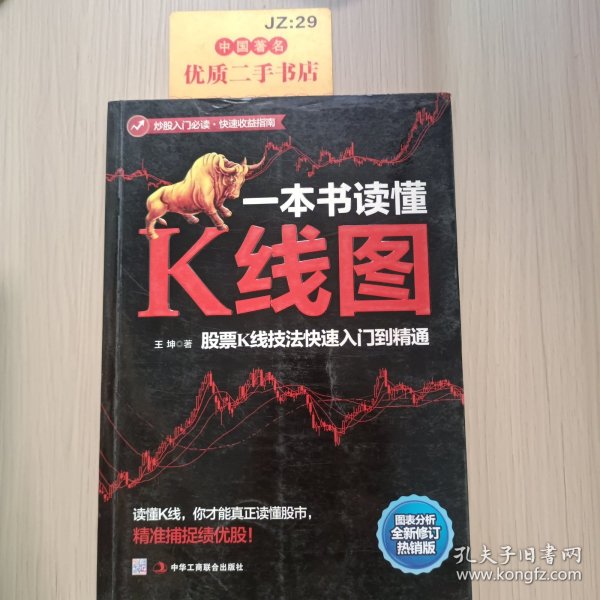 JZ:29
中国著名
优质二手书店
炒股入门必读·快速收益指南
一本书读懂
K线图
王坤◎著 股票K线技法快速入门到精通
读懂K线，你才能真正读懂股市，
精准捕捉绩优股！
图表分析
全新修订
热销版
中华工商联合出版社
孔夫子旧书网
www.kongfz.com